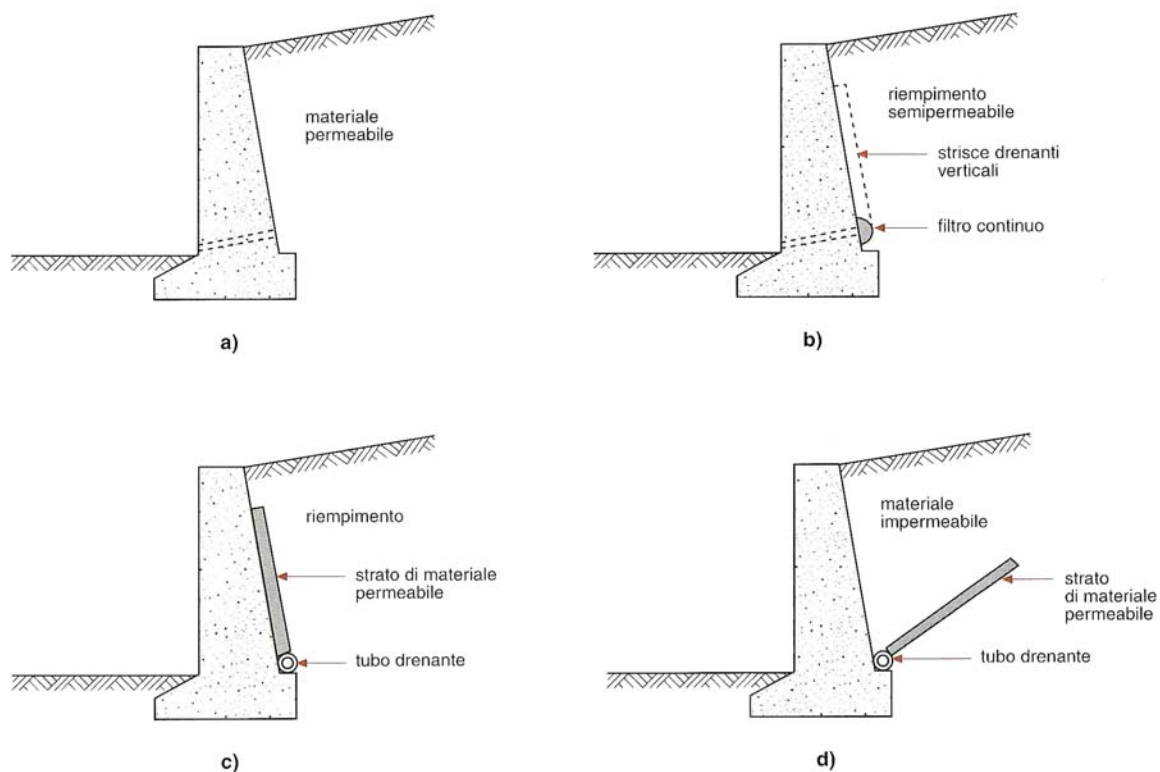 materiale
permeabile
a)
riempimento
semipermeabile
strisce drenanti
verticali
filtro continuo
b)
riempimento
strato di materiale
permeabile
tubo drenante
c)
materiale
impermeabile
strato
di materiale
permeabile
tubo drenante
d)